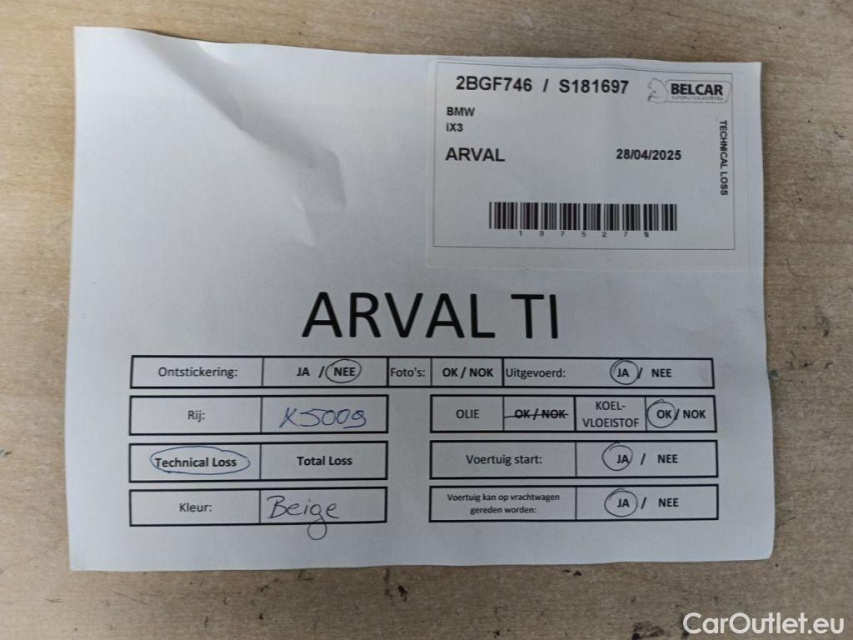 2BGF746 / S181697
BELCAR
BMW
iX3
ARVAL
28/04/2025
TECHNICAL LOSS
ARVAL TI
Ontstickering: JA / NEE Foto's: OK / NOK Uitgevoerd: JA / NEE
Rij: X5009 OLIE OK / NOK KOEL-
VLOEISTOF OK / NOK
Technical Loss Total Loss Voertuig start: JA / NEE
Kleur: Beige Voertuig kan op vrachtwagen
gereden worden: JA / NEE
CarOutlet.eu